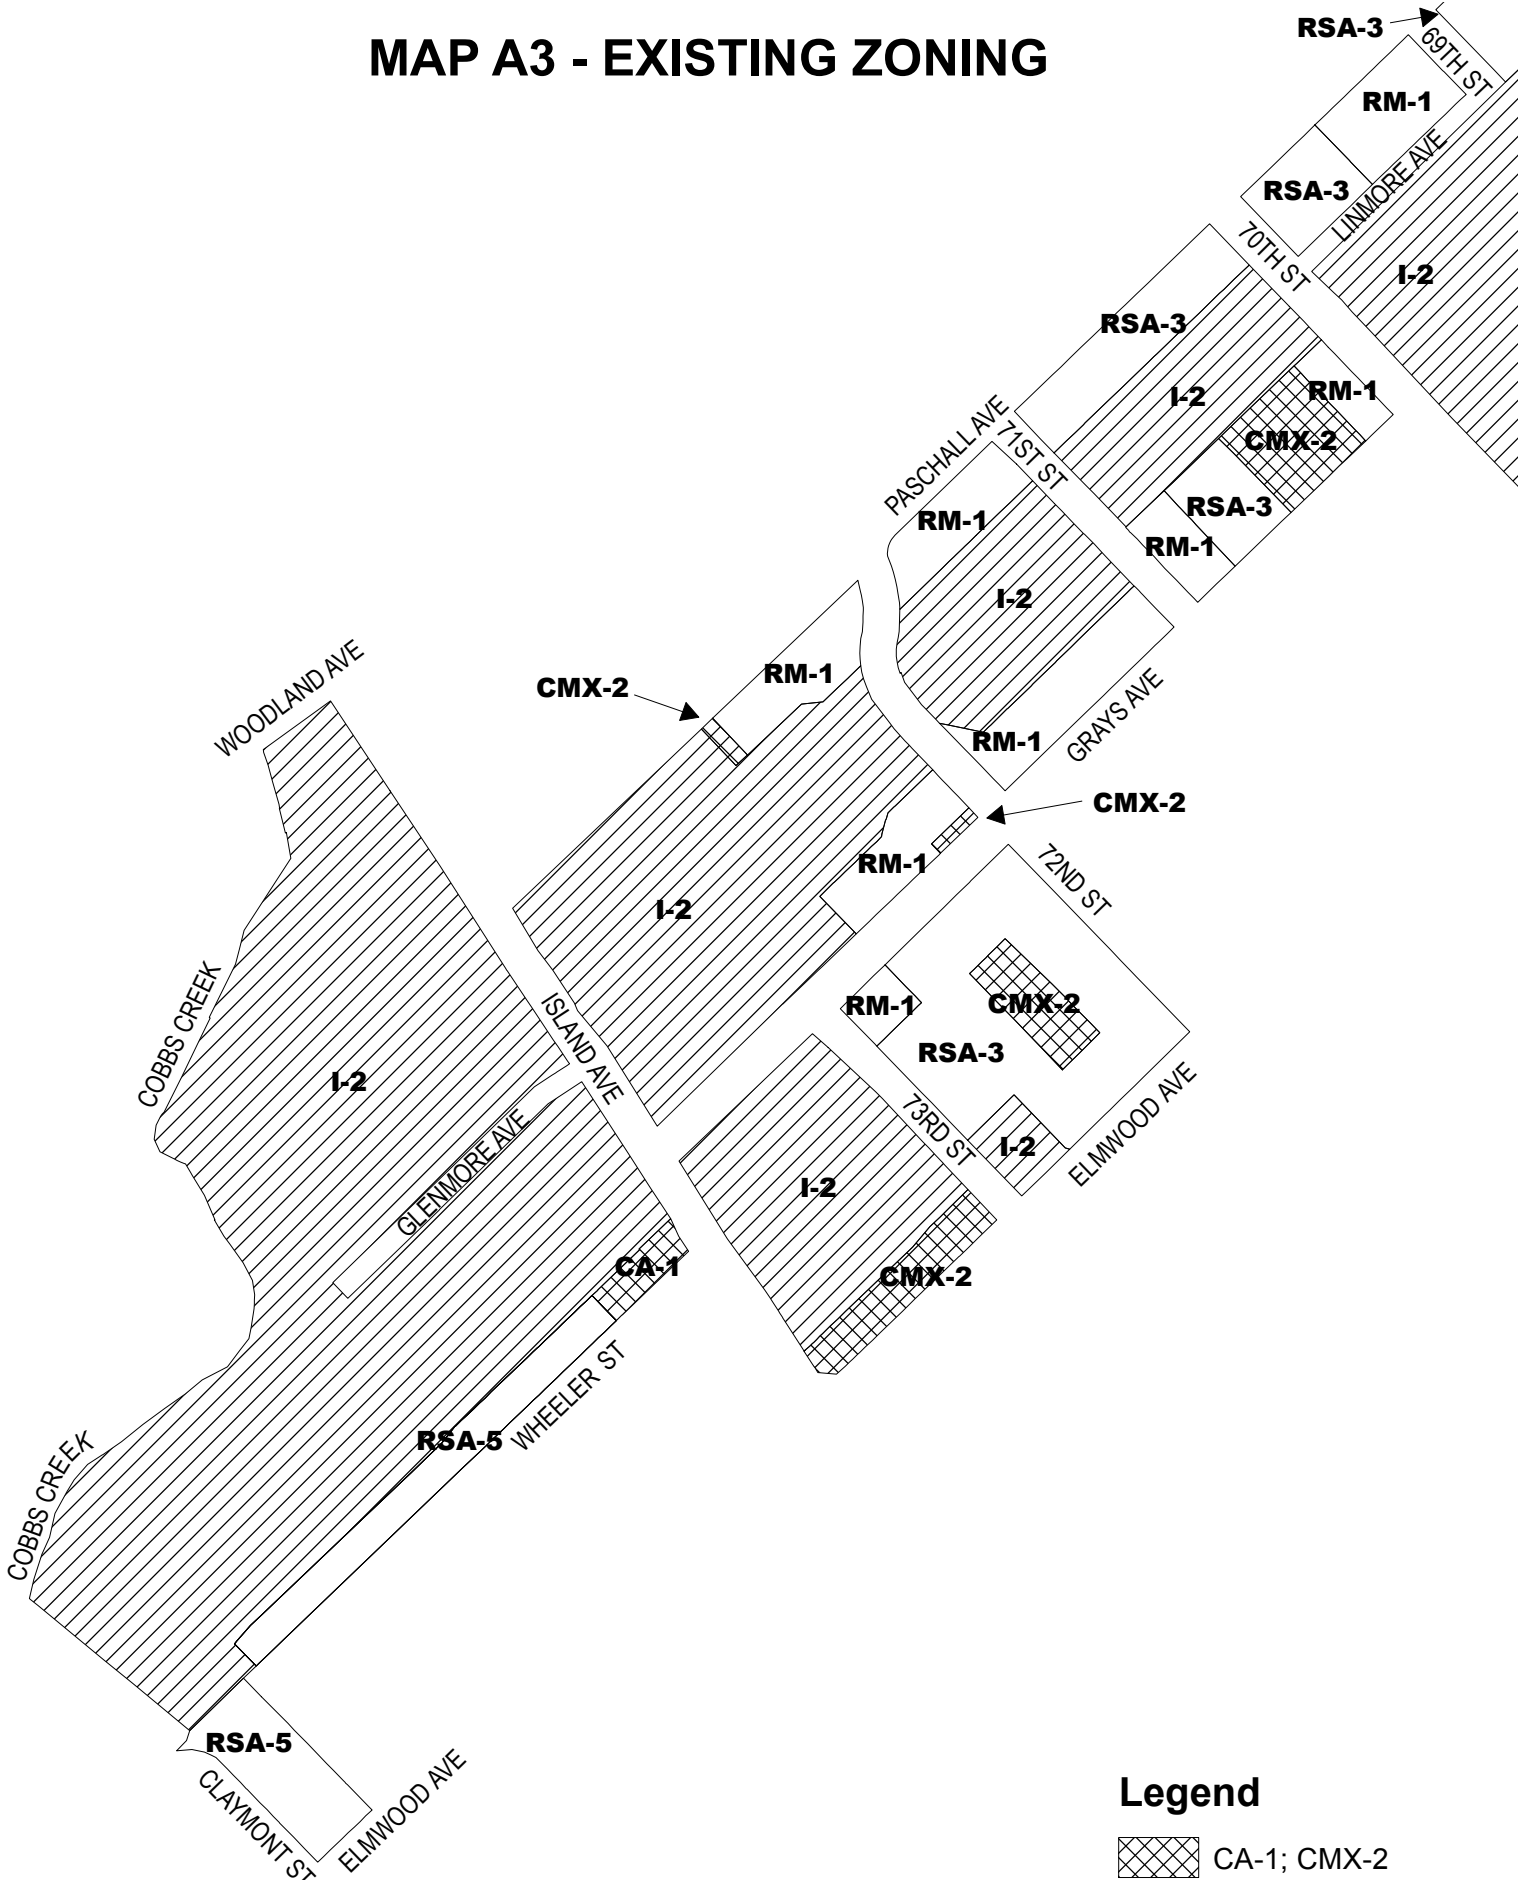 MAP A3 - EXISTING ZONING
RSA-3
69TH ST
RM-1
LINMORE AVE
RSA-3
70TH ST
I-2
RSA-3
I-2
RM-1
PASCHALL AVE
71ST ST
CMX-2
RSA-3
RM-1
RM-1
I-2
WOODLAND AVE
RM-1
CMX-2
GRAYS AVE
RM-1
CMX-2
RM-1
72ND ST
I-2
COBBS CREEK
ISLAND AVE
RM-1
CMX-2
RSA-3
I-2
GLENMORE AVE
73RD ST
I-2
ELMWOOD AVE
I-2
CA-1
CMX-2
WHEELER ST
RSA-5
COBBS CREEK
RSA-5
CLAYMONT ST
ELMWOOD AVE
Legend
CA-1; CMX-2